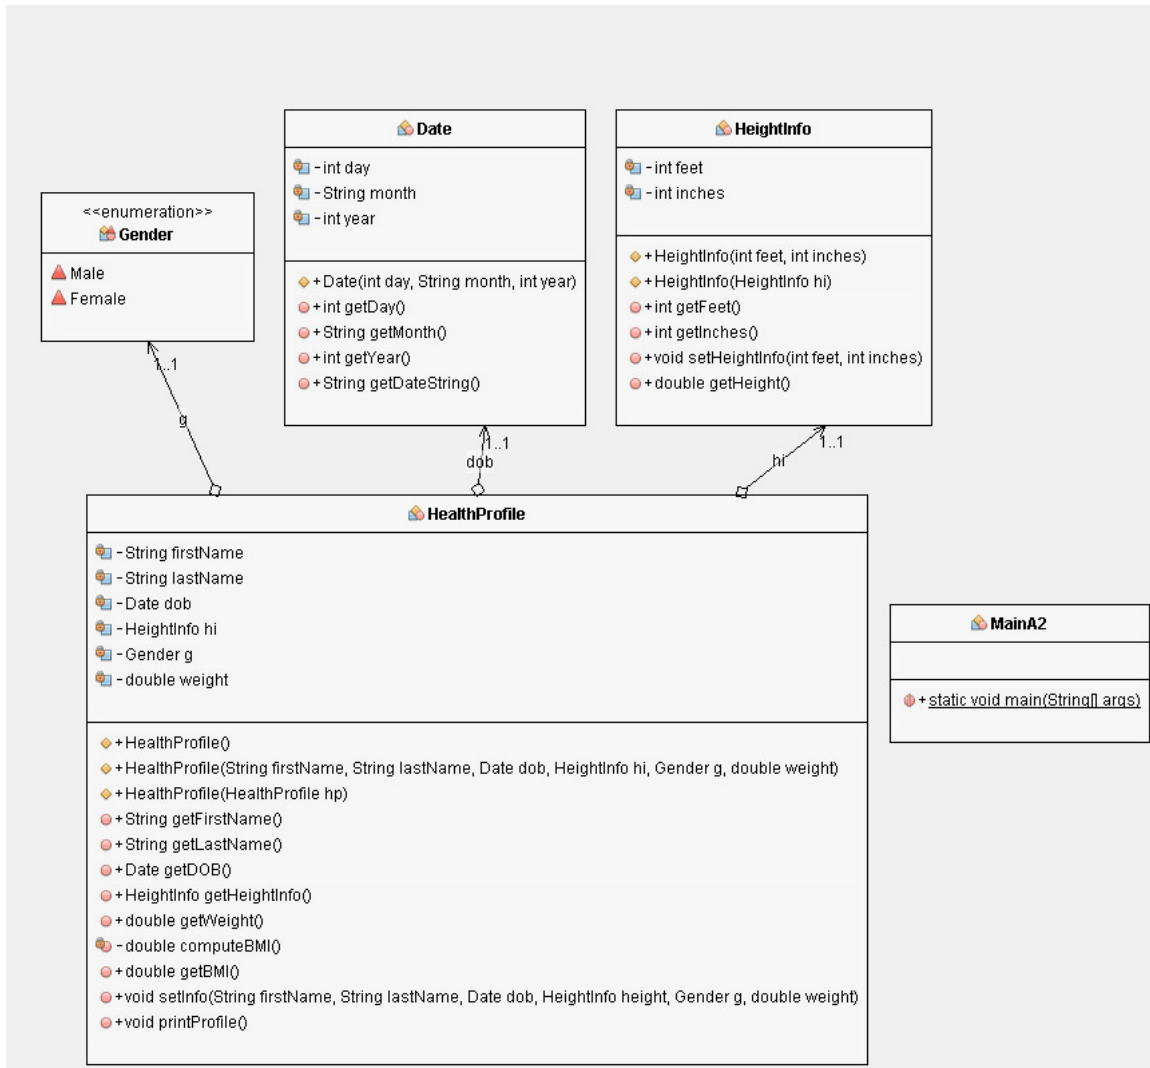 <<enumeration>>
Gender
Male
Female
Date
- int day
- String month
- int year
+ Date(int day, String month, int year)
+ int getDay()
+ String getMonth()
+ int getYear()
+ String getDateString()
HeightInfo
- int feet
- int inches
+ HeightInfo(int feet, int inches)
+ HeightInfo(HeightInfo hi)
+ int getFeet()
+ int getInches()
+ void setHeightInfo(int feet, int inches)
+ double getHeight()
1..1
g
1..1
dob
1..1
hi
HealthProfile
- String firstName
- String lastName
- Date dob
- HeightInfo hi
- Gender g
- double weight
+ HealthProfile()
+ HealthProfile(String firstName, String lastName, Date dob, HeightInfo hi, Gender g, double weight)
+ HealthProfile(HealthProfile hp)
+ String getFirstName()
+ String getLastName()
+ Date getDOB()
+ HeightInfo getHeightInfo()
+ double getWeight()
- double computeBMI()
+ double getBMI()
+ void setInfo(String firstName, String lastName, Date dob, HeightInfo height, Gender g, double weight)
+ void printProfile()
MainA2
+ static void main(String[] args)